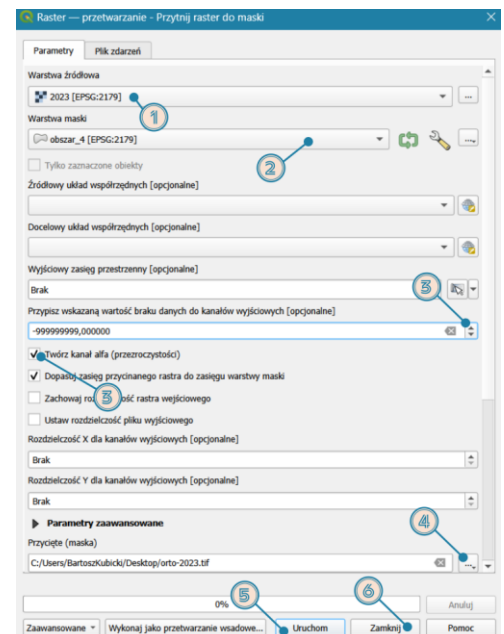 Raster — przetwarzanie - Przytnij raster do maski
Parametry Plik zdarzeń
Warstwa źródłowa
2023 [EPSG:2179]
1
Warstwa maski
obszar_4 [EPSG:2179]
2
Tylko zaznaczone obiekty
Źródłowy układ współrzędnych [opcjonalne]
Docelowy układ współrzędnych [opcjonalne]
Wyjściowy zasięg przestrzenny [opcjonalne]
Brak
3
Przypisz wskazaną wartość braku danych do kanałów wyjściowych [opcjonalne]
-999999999,000000
Twórz kanał alfa (przezroczystości)
Dopasuj zasięg przycinanego rastra do zasięgu warstwy maski
Zachowaj ość rastra wejściowego
3
Ustaw rozdzielczość pliku wyjściowego
Rozdzielczość X dla kanałów wyjściowych [opcjonalne]
Brak
Rozdzielczość Y dla kanałów wyjściowych [opcjonalne]
Brak
Parametry zaawansowane
4
Przycięte (maska)
C:/Users/BartoszKubicki/Desktop/orto-2023.tif
5 6
0% Anuluj
Zaawansowane Wykonaj jako przetwarzanie wsadowe... Uruchom Zamknij Pomoc